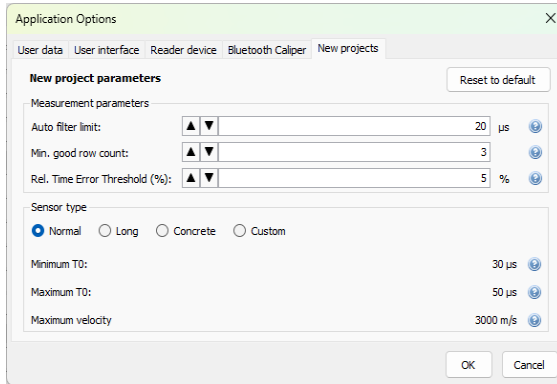 Application Options
User data User interface Reader device Bluetooth Caliper New projects
New project parameters Reset to default
Measurement parameters
Auto filter limit: 20 µs
Min. good row count: 3
Rel. Time Error Threshold (%): 5 %
Sensor type
Normal Long Concrete Custom
Minimum T0: 30 µs
Maximum T0: 50 µs
Maximum velocity 3000 m/s
OK Cancel